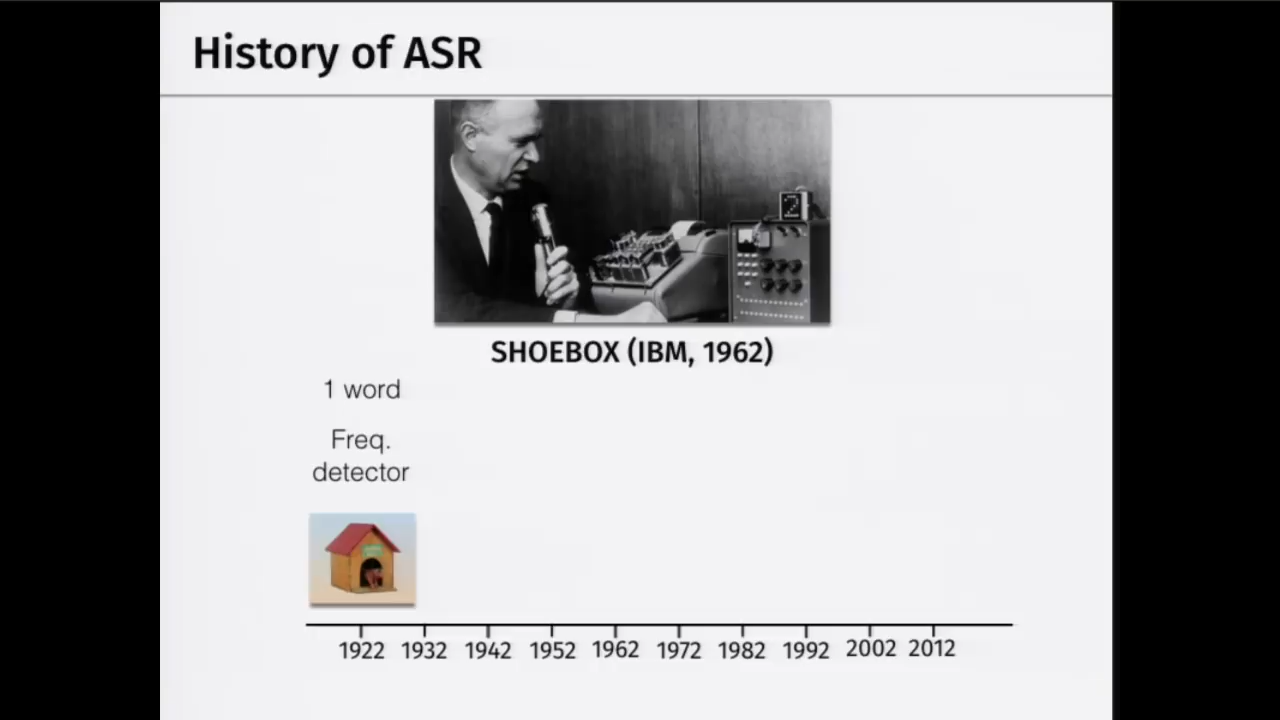 History of ASR
2
SHOEBOX (IBM, 1962)
1 word
Freq.
detector
1922 1932 1942 1952 1962 1972 1982 1992 2002 2012